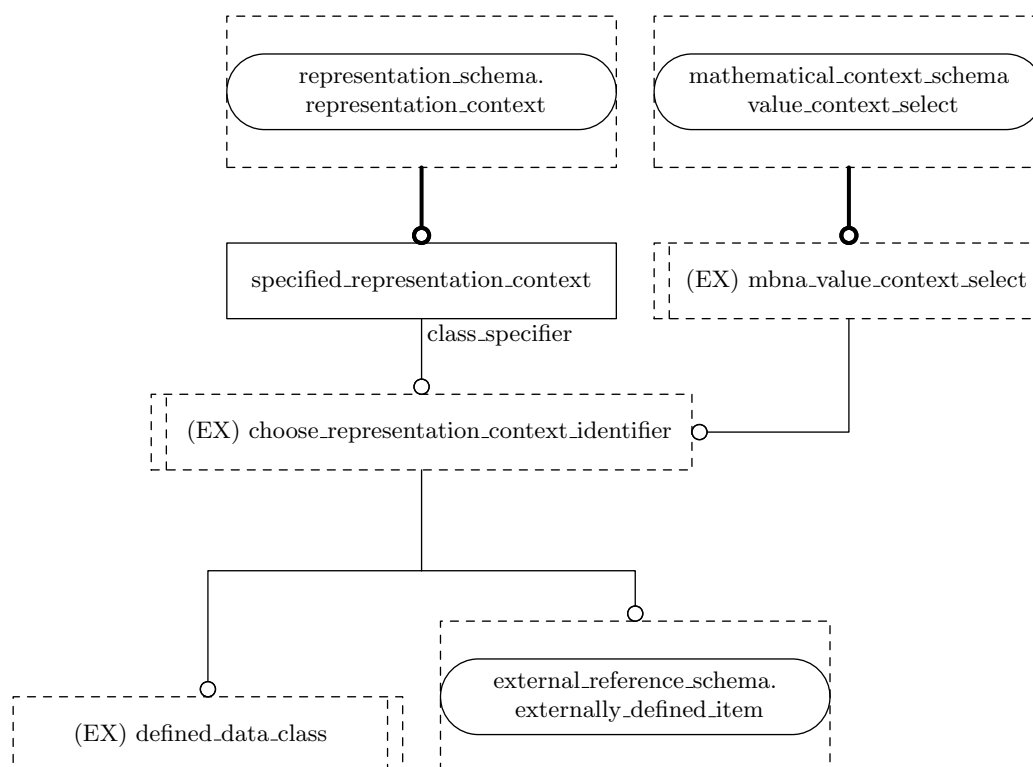 representation_schema.
representation_context
mathematical_context_schema
value_context_select
specified_representation_context
(EX) mbna_value_context_select
class_specifier
(EX) choose_representation_context_identifier
external_reference_schema.
externally_defined_item
(EX) defined_data_class